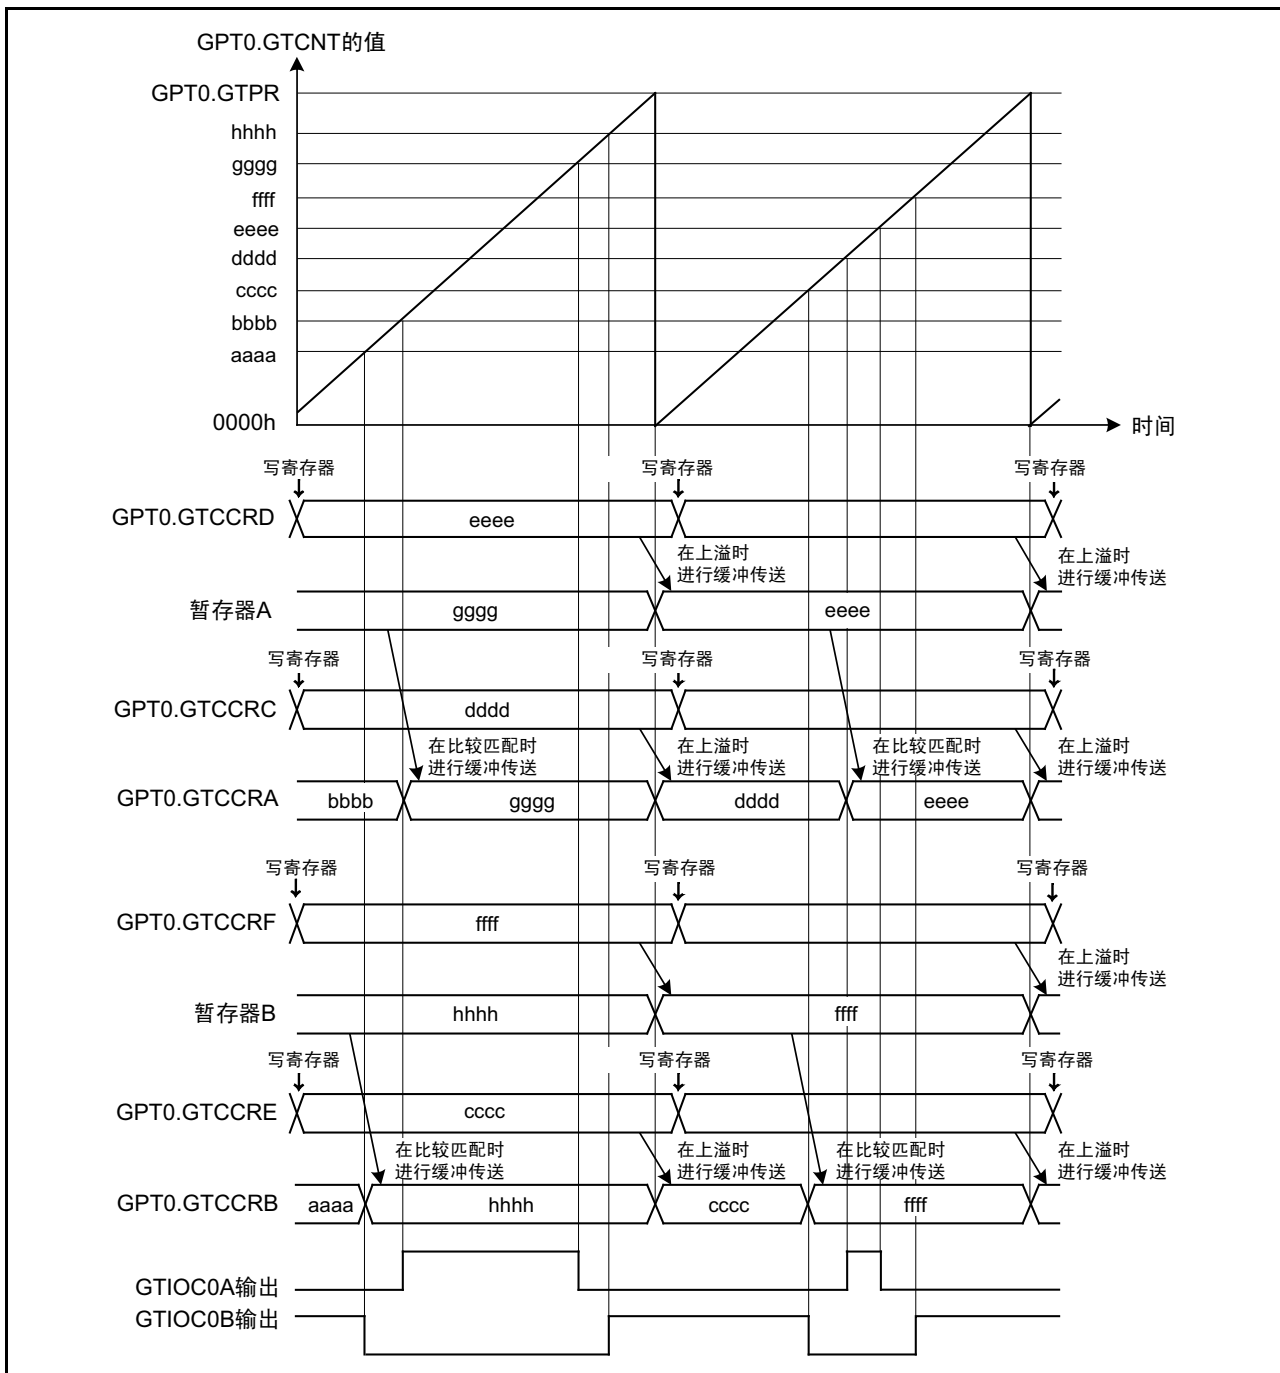 GPT0.GTCNT的值
GPT0.GTPR
hhhh
gggg
ffff
eeee
dddd
cccc
bbbb
aaaa
0000h
时间
写寄存器 写寄存器 写寄存器
GPT0.GTCCRD eeee
在上溢时 在上溢时
进行缓冲传送 进行缓冲传送
暂存器A gggg eeee
写寄存器 写寄存器 写寄存器
GPT0.GTCCRC dddd
在比较匹配时 在上溢时 在比较匹配时 在上溢时
进行缓冲传送 进行缓冲传送 进行缓冲传送 进行缓冲传送
GPT0.GTCCRA bbbb gggg dddd eeee
写寄存器 写寄存器 写寄存器
GPT0.GTCCRF ffff
在上溢时
进行缓冲传送
暂存器B hhhh ffff
写寄存器 写寄存器 写寄存器
GPT0.GTCCRE cccc
在比较匹配时 在上溢时 在比较匹配时 在上溢时
进行缓冲传送 进行缓冲传送 进行缓冲传送 进行缓冲传送
GPT0.GTCCRB aaaa hhhh cccc ffff
GTIOC0A输出
GTIOC0B输出